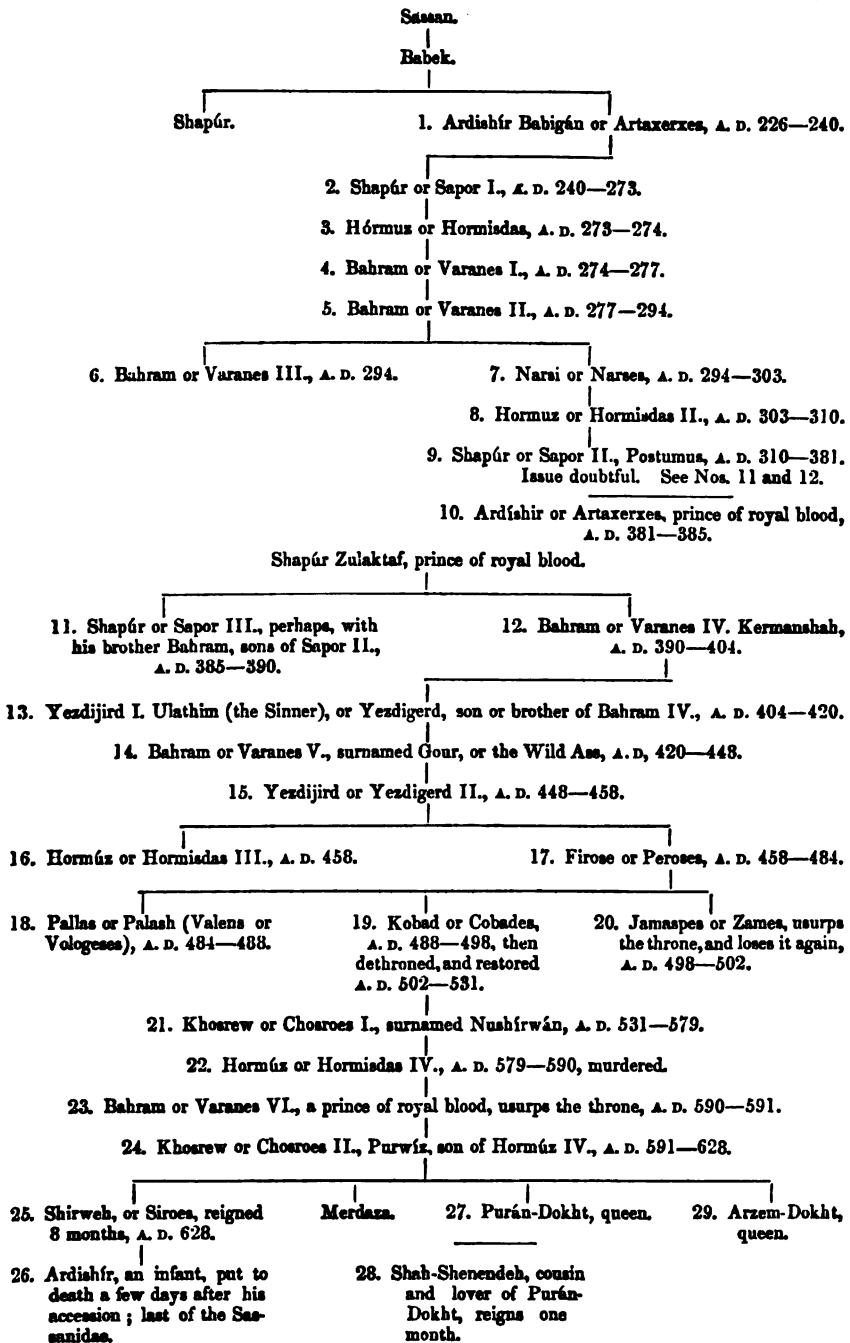 Sassan.
Babek.
Shapúr.
1. Ardishír Babigán or Artaxerxes, A. D. 226—240.
2. Shapúr or Sapor I., A. D. 240—273.
3. Hórmuz or Hormisdas, A. D. 273—274.
4. Bahram or Varanes I., A. D. 274—277.
5. Bahram or Varanes II., A. D. 277—294.
6. Bahram or Varanes III., A. D. 294.
7. Narsi or Narses, A. D. 294—303.
8. Hormuz or Hormisdas II., A. D. 303—310.
9. Shapúr or Sapor II., Postumus, A. D. 310—381.
Issue doubtful. See Nos. 11 and 12.
10. Ardíshir or Artaxerxes, prince of royal blood,
A. D. 381—385.
Shapúr Zulaktaf, prince of royal blood.
11. Shapúr or Sapor III., perhaps, with
his brother Bahram, sons of Sapor II.,
A. D. 385—390.
12. Bahram or Varanes IV. Kermanshah,
A. D. 390—404.
13. Yezdijird I. Ulathim (the Sinner), or Yezdigerd, son or brother of Bahram IV., A. D. 404—420.
14. Bahram or Varanes V., surnamed Gour, or the Wild Ass, A. D, 420—448.
15. Yezdijird or Yezdigerd II., A. D. 448—458.
16. Hormúz or Hormisdas III., A. D. 458.
17. Firose or Peroses, A. D. 458—484.
18. Pallas or Palash (Valens or
Vologeses), A. D. 484—488.
19. Kobad or Cobades,
A. D. 488—498, then
dethroned, and restored
A. D. 502—531.
20. Jamaspes or Zames, usurps
the throne, and loses it again,
A. D. 498—502.
21. Khosrew or Chosroes I., surnamed Nushírwán, A. D. 531—579.
22. Hormúz or Hormisdas IV., A. D. 579—590, murdered.
23. Bahram or Varanes VI., a prince of royal blood, usurps the throne, A. D. 590—591.
24. Khosrew or Chosroes II., Purwíz, son of Hormúz IV., A. D. 591—628.
25. Shirweh, or Siroes, reigned
8 months, A. D. 628.
Merdaza.
27. Purán-Dokht, queen.
29. Arzem-Dokht,
queen.
26. Ardishír, an infant, put to
death a few days after his
accession; last of the Sas-
sanidae.
28. Shah-Shenendeh, cousin
and lover of Purán-
Dokht, reigns one
month.